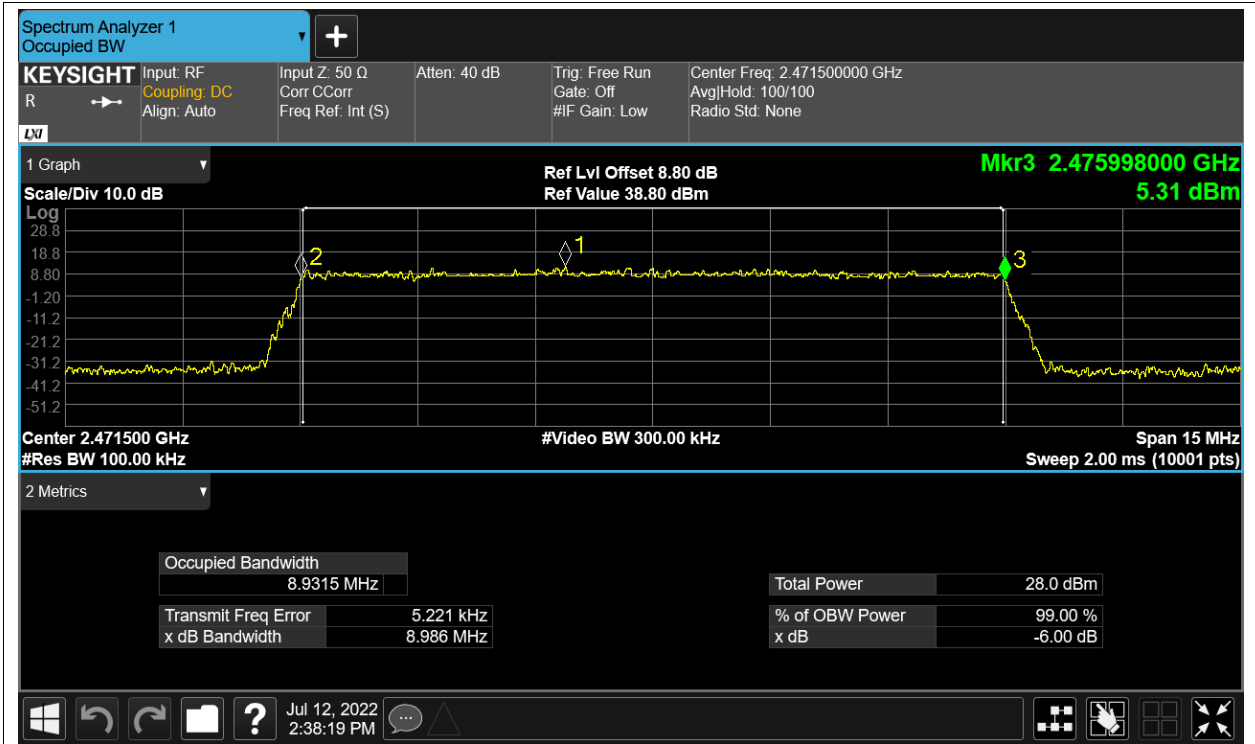 Spectrum Analyzer 1
Occupied BW
KEYSIGHT
R
LXI
Input: RF
Coupling: DC
Align: Auto
Input Z: 50 Ω
Corr CCorr
Freq Ref: Int (S)
Atten: 40 dB
Trig: Free Run
Gate: Off
#IF Gain: Low
Center Freq: 2.471500000 GHz
Avg|Hold: 100/100
Radio Std: None
1 Graph
Scale/Div 10.0 dB
Ref Lvl Offset 8.80 dB
Ref Value 38.80 dBm
Mkr3 2.475998000 GHz
5.31 dBm
Log
28.8
18.8
8.80
-1.20
-11.2
-21.2
-31.2
-41.2
-51.2
2
1
3
Center 2.471500 GHz
#Video BW 300.00 kHz
Span 15 MHz
#Res BW 100.00 kHz
Sweep 2.00 ms (10001 pts)
2 Metrics
Occupied Bandwidth
8.9315 MHz
Transmit Freq Error 5.221 kHz
x dB Bandwidth 8.986 MHz
Total Power 28.0 dBm
% of OBW Power 99.00 %
x dB -6.00 dB
?
Jul 12, 2022
2:38:19 PM